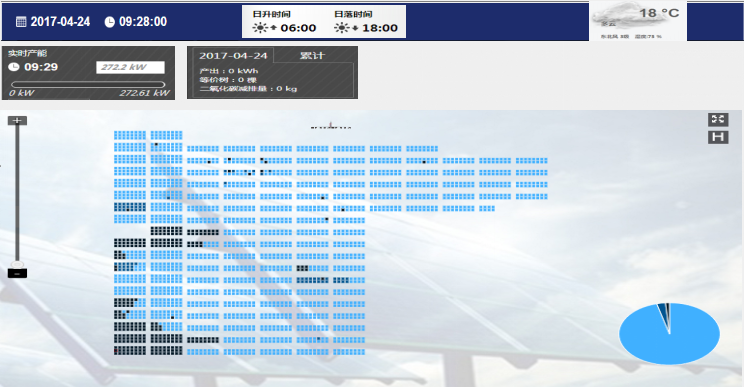 2017-04-24 09:28:00
日升时间 日落时间
06:00 18:00
18 °C
多云
东北风 3级 湿度:78 %
实时产能
09:29 272.2 kW
0 kW 272.61 kW
2017-04-24 累计
产出：0 kWh
等价树：0 棵
二氧化碳减排量：0 kg